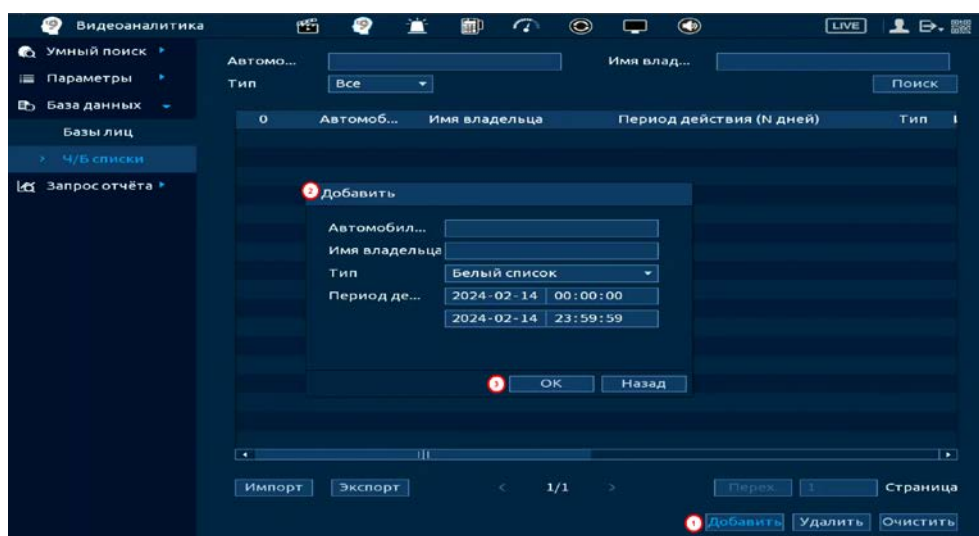 Видеоаналитика LIVE
Умный поиск
Автомо... Имя влад...
Параметры
Тип Все Поиск
База данных
0 Автомоб... Имя владельца Период действия (N дней) Тип
Базы лиц
Ч/Б списки
Запрос отчёта
2 Добавить
Автомобил...
Имя владельца
Тип Белый список
Период де... 2024-02-14 00:00:00
2024-02-14 23:59:59
3 OK Назад
Импорт Экспорт < 1/1 > Перех. 1 Страница
1 Добавить Удалить Очистить